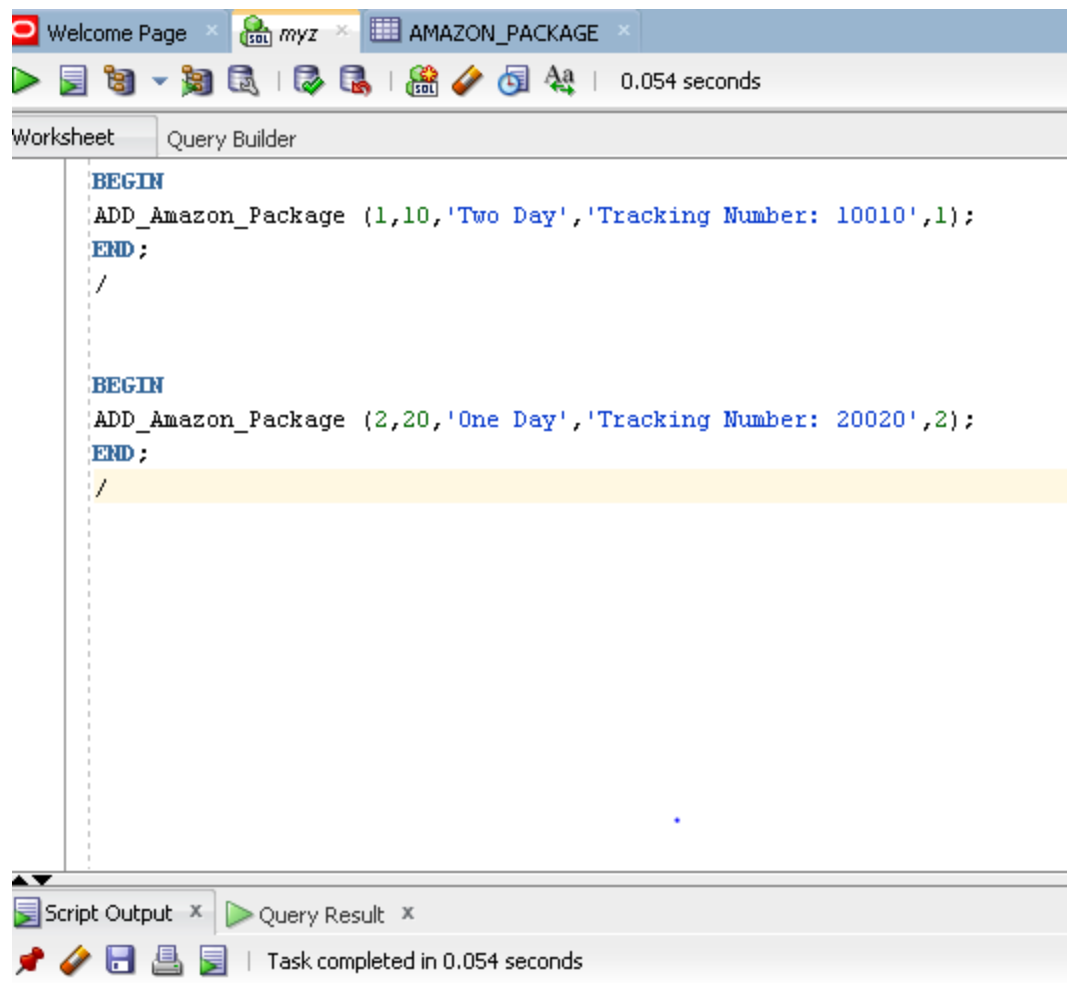 Welcome Page myz AMAZON_PACKAGE
0.054 seconds
Worksheet Query Builder
BEGIN
ADD_Amazon_Package (1,10,'Two Day','Tracking Number: 10010',1);
END;
/
BEGIN
ADD_Amazon_Package (2,20,'One Day','Tracking Number: 20020',2);
END;
/
Script Output x Query Result x
Task completed in 0.054 seconds